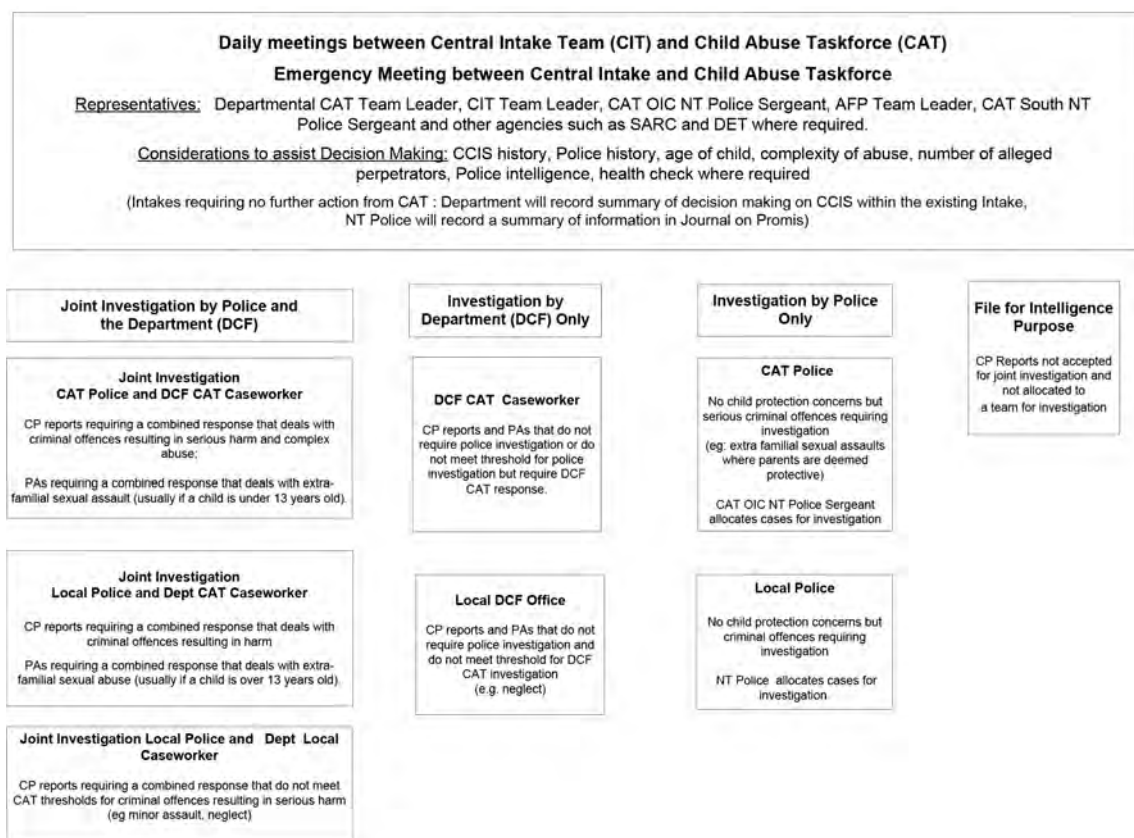 Daily meetings between Central Intake Team (CIT) and Child Abuse Taskforce (CAT)
Emergency Meeting between Central Intake and Child Abuse Taskforce
Representatives: Departmental CAT Team Leader, CIT Team Leader, CAT OIC NT Police Sergeant, AFP Team Leader, CAT South NT
Police Sergeant and other agencies such as SARC and DET where required.
Considerations to assist Decision Making: CCIS history, Police history, age of child, complexity of abuse, number of alleged
perpetrators, Police intelligence, health check where required
(Intakes requiring no further action from CAT : Department will record summary of decision making on CCIS within the existing Intake,
NT Police will record a summary of information in Journal on Promis)
Joint Investigation by Police and
the Department (DCF)
Joint Investigation
CAT Police and DCF CAT Caseworker
CP reports requiring a combined response that deals with
criminal offences resulting in serious harm and complex
abuse;
PAs requiring a combined response that deals with extra-
familial sexual assault (usually if a child is under 13 years old).
Joint Investigation
Local Police and Dept CAT Caseworker
CP reports requiring a combined response that deals with
criminal offences resulting in harm
PAs requiring a combined response that deals with extra-
familial sexual abuse (usually if a child is over 13 years old).
Joint Investigation Local Police and Dept Local
Caseworker
CP reports requiring a combined response that do not meet
CAT thresholds for criminal offences resulting in serious harm
(eg minor assault, neglect)
Investigation by
Department (DCF) Only
DCF CAT Caseworker
CP reports and PAs that do not
require police investigation or do
not meet threshold for police
investigation but require DCF
CAT response.
Local DCF Office
CP reports and PAs that do not
require police investigation and
do not meet threshold for DCF
CAT investigation
(e.g. neglect)
Investigation by Police
Only
CAT Police
No child protection concerns but
serious criminal offences requiring
investigation
(eg: extra familial sexual assaults
where parents are deemed
protective)
CAT OIC NT Police Sergeant
allocates cases for investigation
Local Police
No child protection concerns but
criminal offences requiring
investigation
NT Police allocates cases for
investigation
File for Intelligence
Purpose
CP Reports not accepted
for joint investigation and
not allocated to
a team for investigation